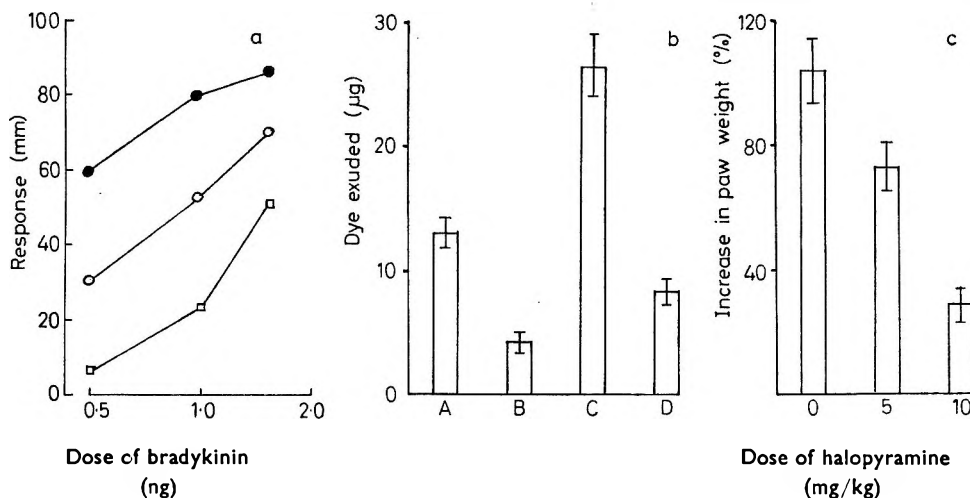 a
Response (mm)
100
80
60
40
20
0
0·5 1·0 2·0
Dose of bradykinin
(ng)
b
Dye exuded (µg)
30
20
10
0
A B C D
c
Increase in paw weight (%)
120
80
40
0 5 10
Dose of halopyramine
(mg/kg)